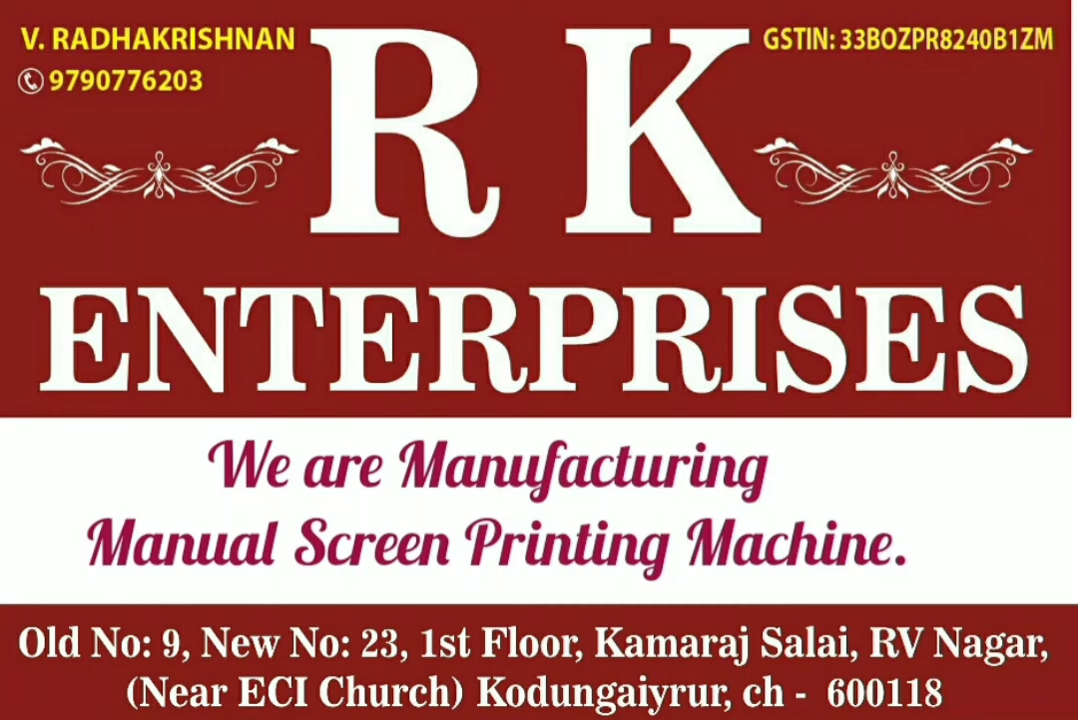 V. RADHAKRISHNAN
9790776203
GSTIN: 33BOZPR8240B1ZM
R K
ENTERPRISES
We are Manufacturing
Manual Screen Printing Machine.
Old No: 9, New No: 23, 1st Floor, Kamaraj Salai, RV Nagar,
(Near ECI Church) Kodungaiyrur, ch - 600118